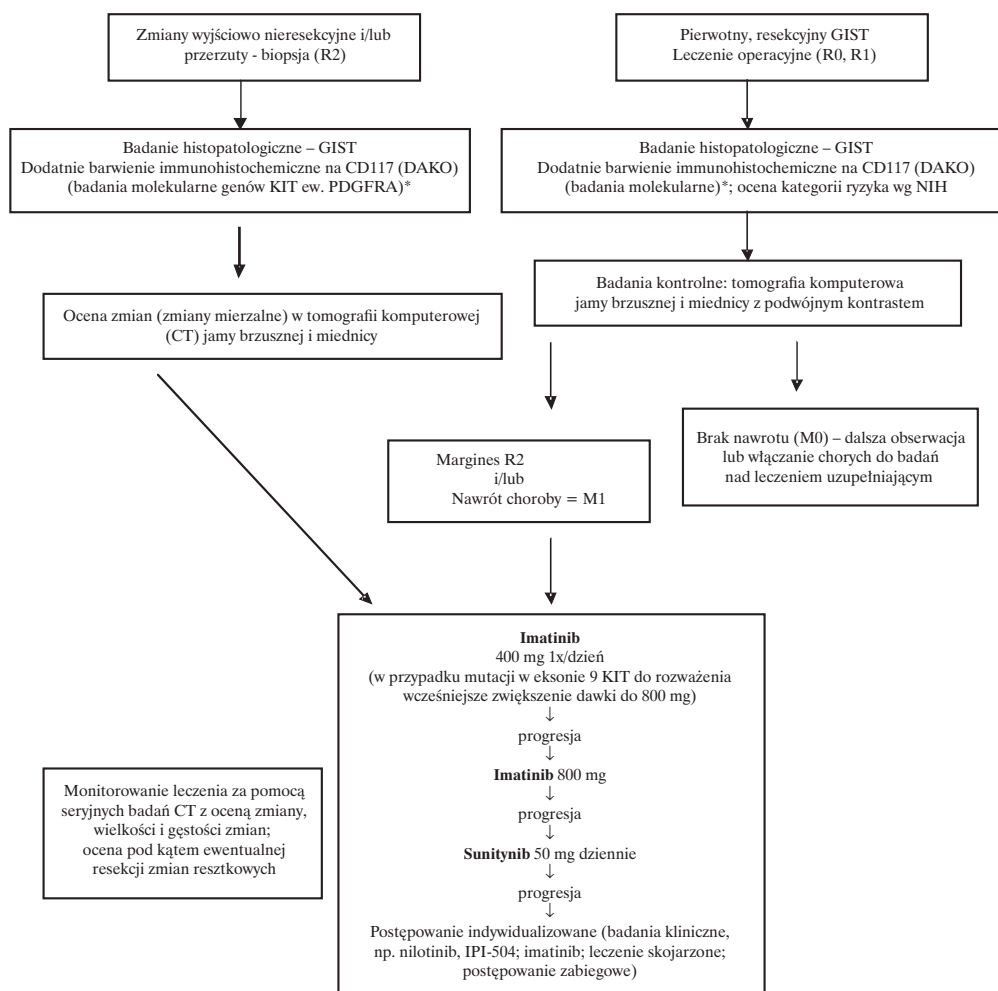 Zmiany wyjściowo nieresekcyjne i/lub
przerzuty - biopsja (R2)
Pierwotny, resekcyjny GIST
Leczenie operacyjne (R0, R1)
Badanie histopatologiczne – GIST
Dodatnie barwienie immunohistochemiczne na CD117 (DAKO)
(badania molekularne genów KIT ew. PDGFRA)*
Badanie histopatologiczne – GIST
Dodatnie barwienie immunohistochemiczne na CD117 (DAKO)
(badania molekularne)*; ocena kategorii ryzyka wg NIH
Ocena zmian (zmiany mierzalne) w tomografii komputerowej
(CT) jamy brzusznej i miednicy
Badania kontrolne: tomografia komputerowa
jamy brzusznej i miednicy z podwójnym kontrastem
Margines R2
i/lub
Nawrót choroby = M1
Brak nawrotu (M0) – dalsza obserwacja
lub włączanie chorych do badań
nad leczeniem uzupełniającym
Imatinib
400 mg 1x/dzień
(w przypadku mutacji w eksonie 9 KIT do rozważenia
wcześniejsze zwiększenie dawki do 800 mg)
↓
progresja
↓
Imatinib 800 mg
↓
progresja
↓
Sunitynib 50 mg dziennie
↓
progresja
↓
Postępowanie indywidualizowane (badania kliniczne,
np. nilotinib, IPI-504; imatinib; leczenie skojarzone;
postępowanie zabiegowe)
Monitorowanie leczenia za pomocą
seryjnych badań CT z oceną zmiany,
wielkości i gęstości zmian;
ocena pod kątem ewentualnej
resekcji zmian resztkowych